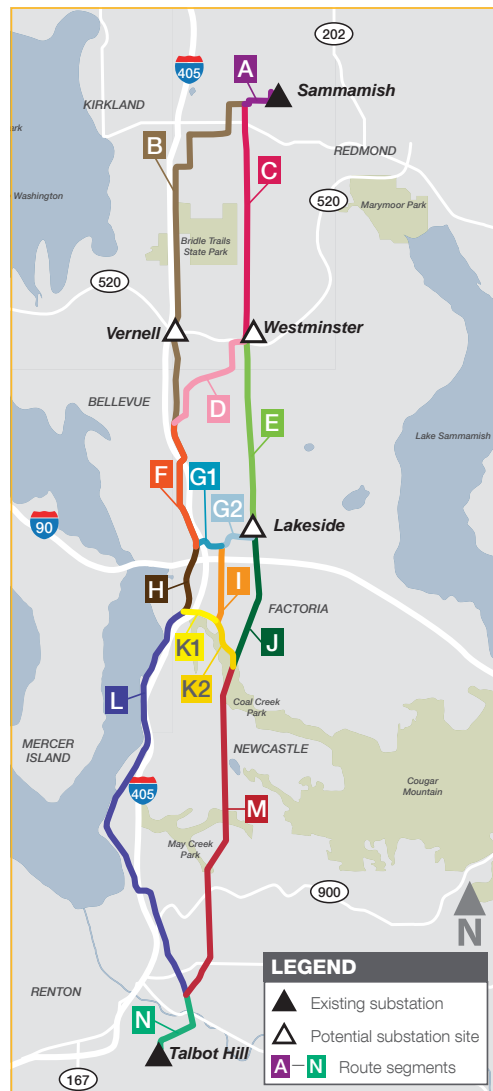 202
405
A
Sammamish
KIRKLAND
ark
B
REDMOND
C
Washington
520
Marymoor Park
Bridle Trails
State Park
520
Vernell
Westminster
BELLEVUE
D
E
Lake Sammamish
F
G1
G2
90
Lakeside
H
I
FACTORIA
J
K1
K2
L
Coal Creek
Park
MERCER
ISLAND
NEWCASTLE
405
Cougar
Mountain
M
May Creek
Park
900
N
LEGEND
RENTON
Existing substation
N
Potential substation site
Talbot Hill
A – N Route segments
167